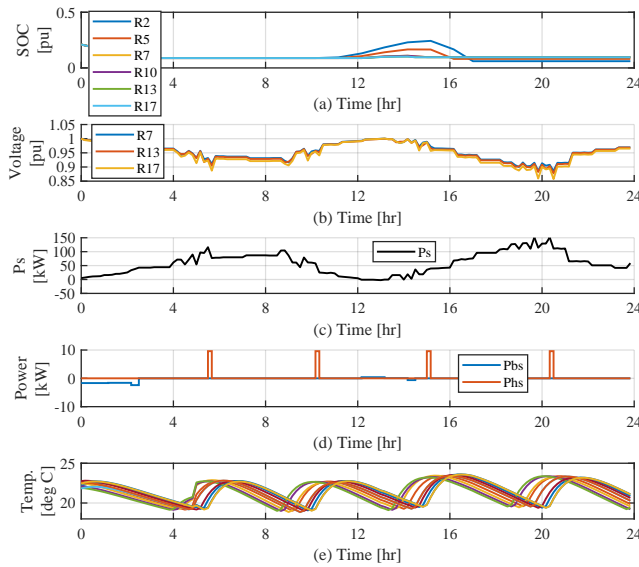 0.5
0
SOC
[pu]
R2
R5
R7
R10
R13
R17
0 4 8 12 16 20 24
(a) Time [hr]
1.05
0.95
0.85
Voltage
[pu]
R7
R13
R17
0 4 8 12 16 20 24
(b) Time [hr]
150
100
50
0
-50
Ps
[kW]
Ps
0 4 8 12 16 20 24
(c) Time [hr]
10
0
-10
Power
[kW]
Pbs
Phs
0 4 8 12 16 20 24
(d) Time [hr]
25
20
Temp.
[deg C]
0 4 8 12 16 20 24
(e) Time [hr]